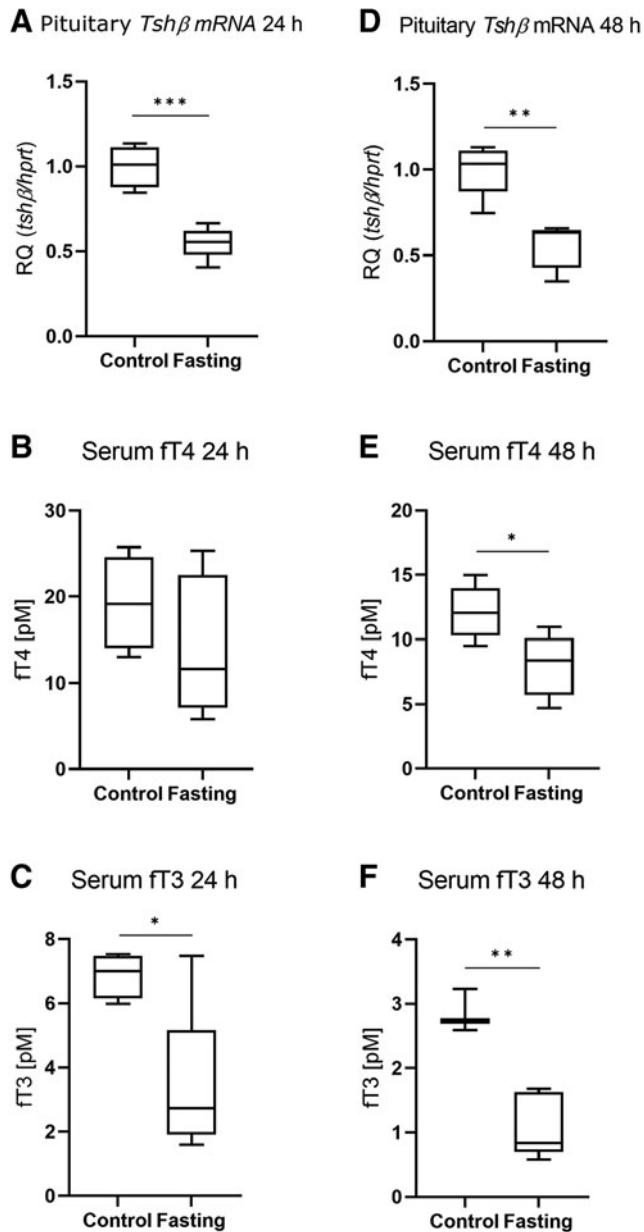 A Pituitary Tshβ mRNA 24 h
1.5
***
1.0
0.5
0.0
RQ (tshβ/hprt)
Control Fasting
D Pituitary Tshβ mRNA 48 h
1.5
**
1.0
0.5
0.0
RQ (tshβ/hprt)
Control Fasting
B Serum fT4 24 h
30
20
10
0
fT4 [pM]
Control Fasting
E Serum fT4 48 h
20
*
15
10
5
0
fT4 [pM]
Control Fasting
C Serum fT3 24 h
*
8
6
4
2
0
fT3 [pM]
Control Fasting
F Serum fT3 48 h
4
**
3
2
1
0
fT3 [pM]
Control Fasting